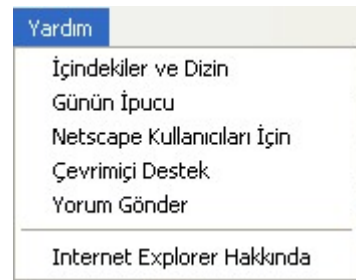 Yardım
İçindekiler ve Dizin
Günün İpucu
Netscape Kullanıcıları İçin
Çevrimiçi Destek
Yorum Gönder
Internet Explorer Hakkında